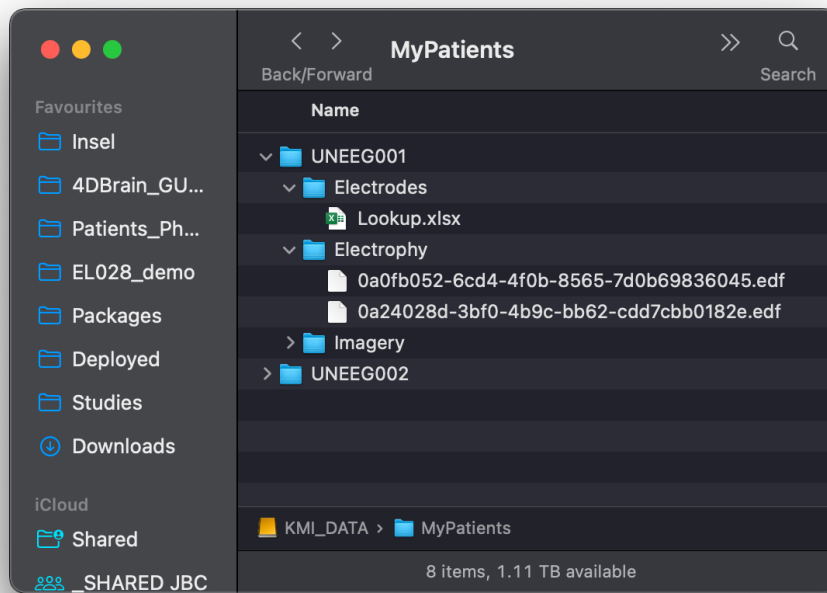 MyPatients
Back/Forward
Search
Favourites
Insel
4DBrain_GU...
Patients_Ph...
EL028_demo
Packages
Deployed
Studies
Downloads
iCloud
Shared
_SHARED JBC
Name
UNEEG001
Electrodes
Lookup.xlsx
Electrophy
0a0fb052-6cd4-4f0b-8565-7d0b69836045.edf
0a24028d-3bf0-4b9c-bb62-cdd7cbb0182e.edf
Imagery
UNEEG002
KMI_DATA › MyPatients
8 items, 1.11 TB available